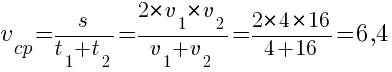 v_cp = s/(t_1+t_2) = (2×v_1×v_2)/(v_1+v_2) = (2×4×16)/(4+16) = 6,4